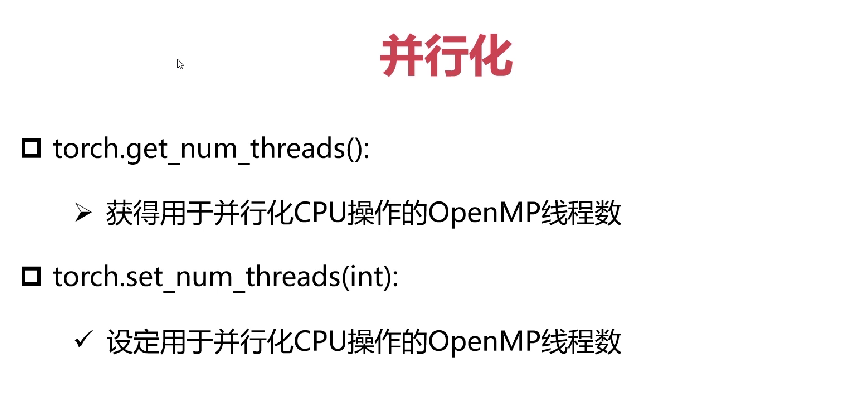 并行化
torch.get_num_threads():
获得用于并行化CPU操作的OpenMP线程数
torch.set_num_threads(int):
设定用于并行化CPU操作的OpenMP线程数